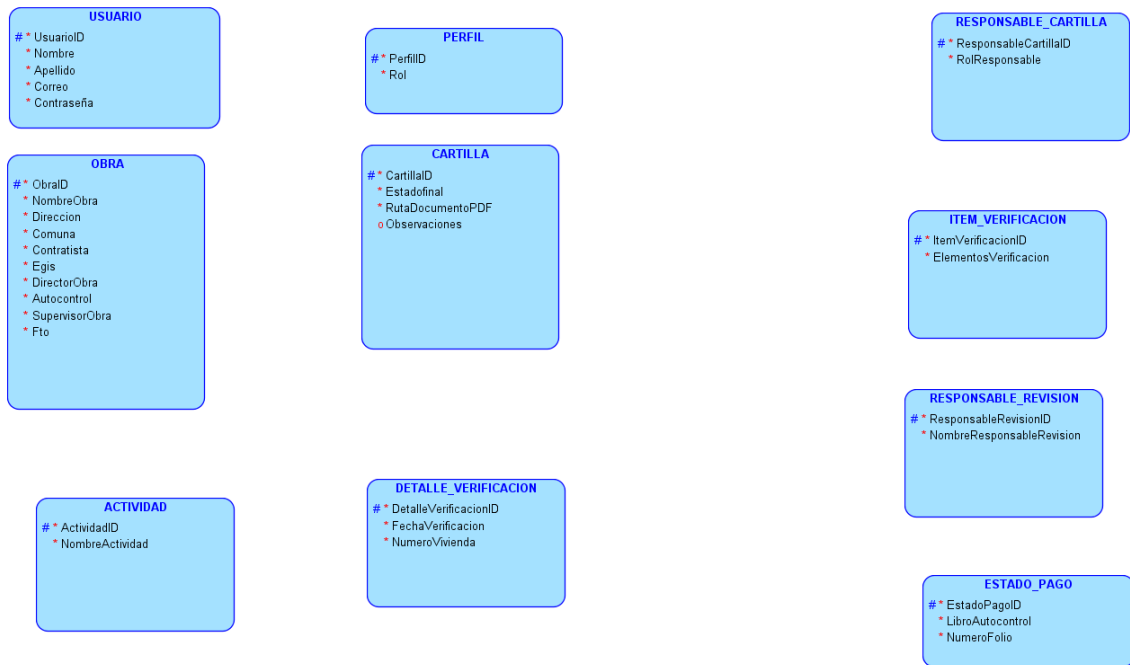 USUARIO
# * UsuarioID
* Nombre
* Apellido
* Correo
* Contraseña
PERFIL
# * PerfilID
* Rol
RESPONSABLE_CARTILLA
# * ResponsableCartillaID
* RolResponsable
OBRA
# * ObraID
* NombreObra
* Direccion
* Comuna
* Contratista
* Egis
* DirectorObra
* Autocontrol
* SupervisorObra
* Fto
CARTILLA
# * CartillaID
* Estadofinal
* RutaDocumentoPDF
o Observaciones
ITEM_VERIFICACION
# * ItemVerificacionID
* ElementosVerificacion
RESPONSABLE_REVISION
# * ResponsableRevisionID
* NombreResponsableRevision
ACTIVIDAD
# * ActividadID
* NombreActividad
DETALLE_VERIFICACION
# * DetalleVerificacionID
* FechaVerificacion
* NumeroVivienda
ESTADO_PAGO
# * EstadoPagoID
* LibroAutocontrol
* NumeroFolio